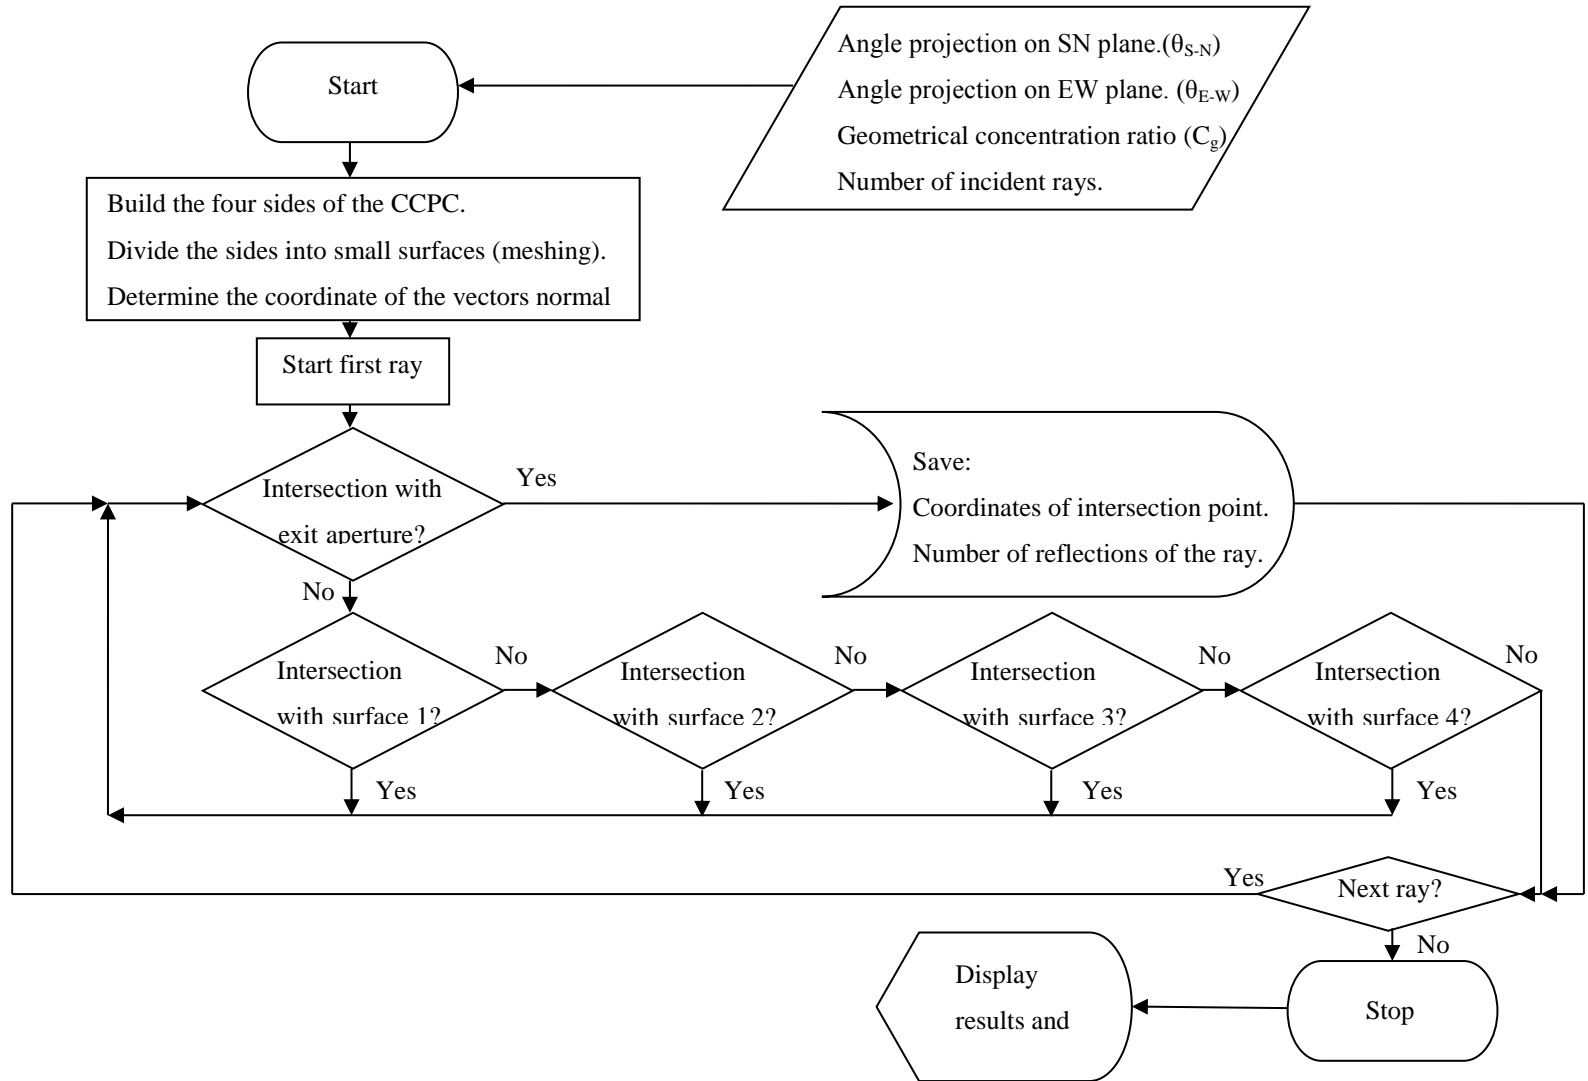 Start
Angle projection on SN plane.(θS-N)
Angle projection on EW plane. (θE-W)
Geometrical concentration ratio (Cg)
Number of incident rays.
Build the four sides of the CCPC.
Divide the sides into small surfaces (meshing).
Determine the coordinate of the vectors normal
Start first ray
Intersection with
exit aperture?
Yes
Save:
Coordinates of intersection point.
Number of reflections of the ray.
No
Intersection
with surface 1?
No
Intersection
with surface 2?
No
Intersection
with surface 3?
No
Intersection
with surface 4?
No
Yes
Yes
Yes
Yes
Yes
Next ray?
No
Display
results and
Stop